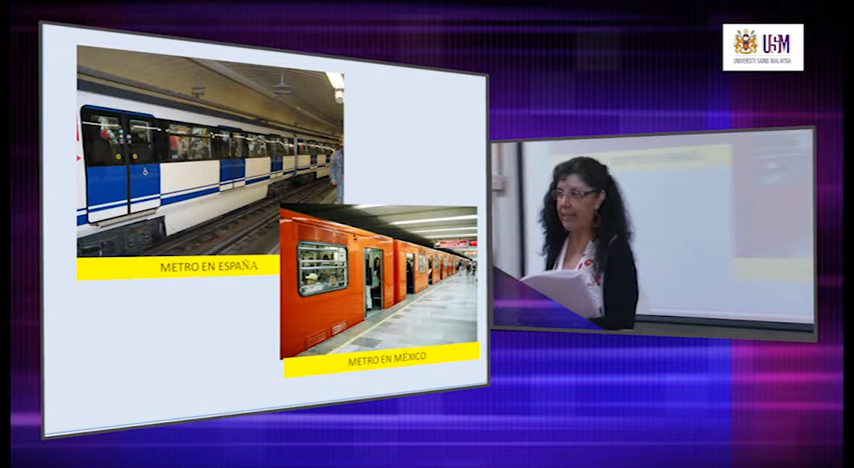 USM
UNIVERSITI SAINS MALAYSIA
METRO EN ESPAÑA
METRO EN MÉXICO